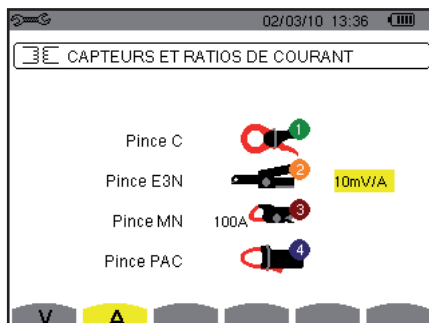 02/03/10 13:36
CAPTEURS ET RATIOS DE COURANT
Pince C 1
Pince E3N 2 10mV/A
Pince MN 100A 3
Pince PAC 4
V A